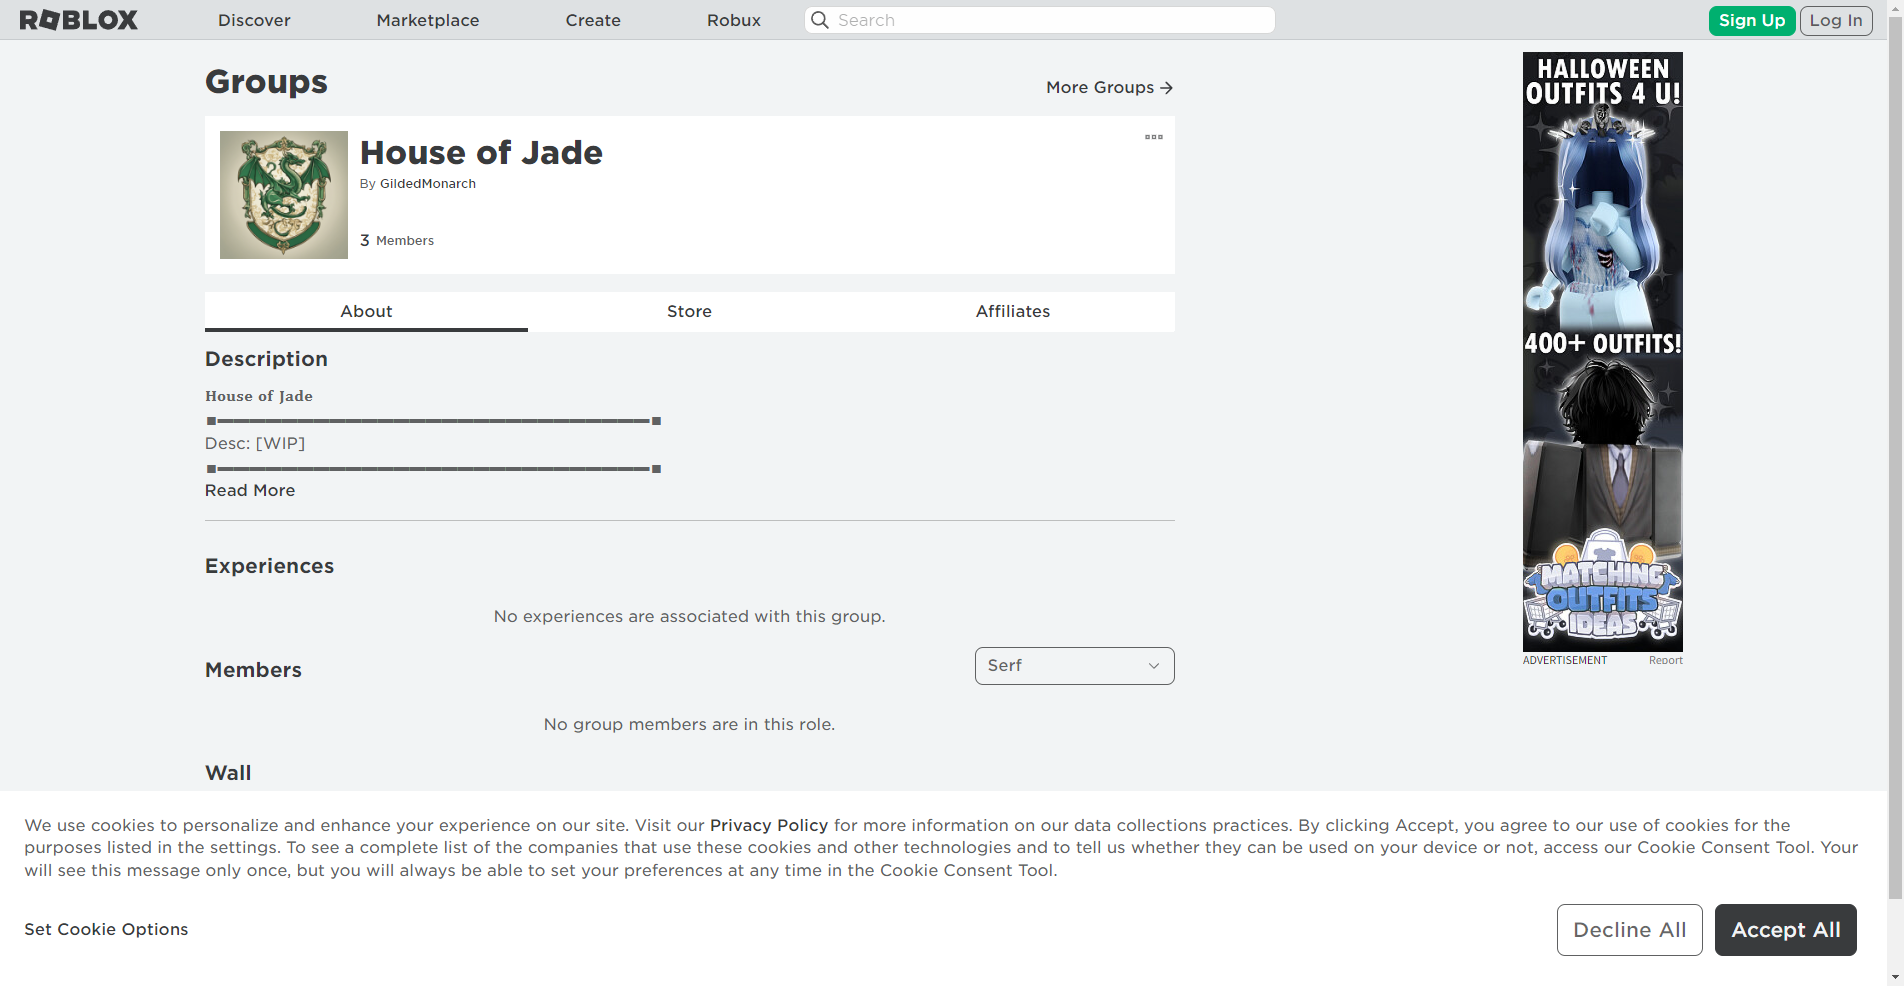 ROBLOX
Discover
Marketplace
Create
Robux
Search
Sign Up
Log In
Groups
More Groups →
House of Jade
By GildedMonarch
3 Members
About
Store
Affiliates
Description
House of Jade
Desc: [WIP]
Read More
Experiences
No experiences are associated with this group.
Members
Serf
No group members are in this role.
Wall
HALLOWEEN
OUTFITS 4 U!
400+ OUTFITS!
MATCHING
OUTFITS
IDEAS
ADVERTISEMENT
Report
We use cookies to personalize and enhance your experience on our site. Visit our Privacy Policy for more information on our data collections practices. By clicking Accept, you agree to our use of cookies for the
purposes listed in the settings. To see a complete list of the companies that use these cookies and other technologies and to tell us whether they can be used on your device or not, access our Cookie Consent Tool. Your
will see this message only once, but you will always be able to set your preferences at any time in the Cookie Consent Tool.
Set Cookie Options
Decline All
Accept All